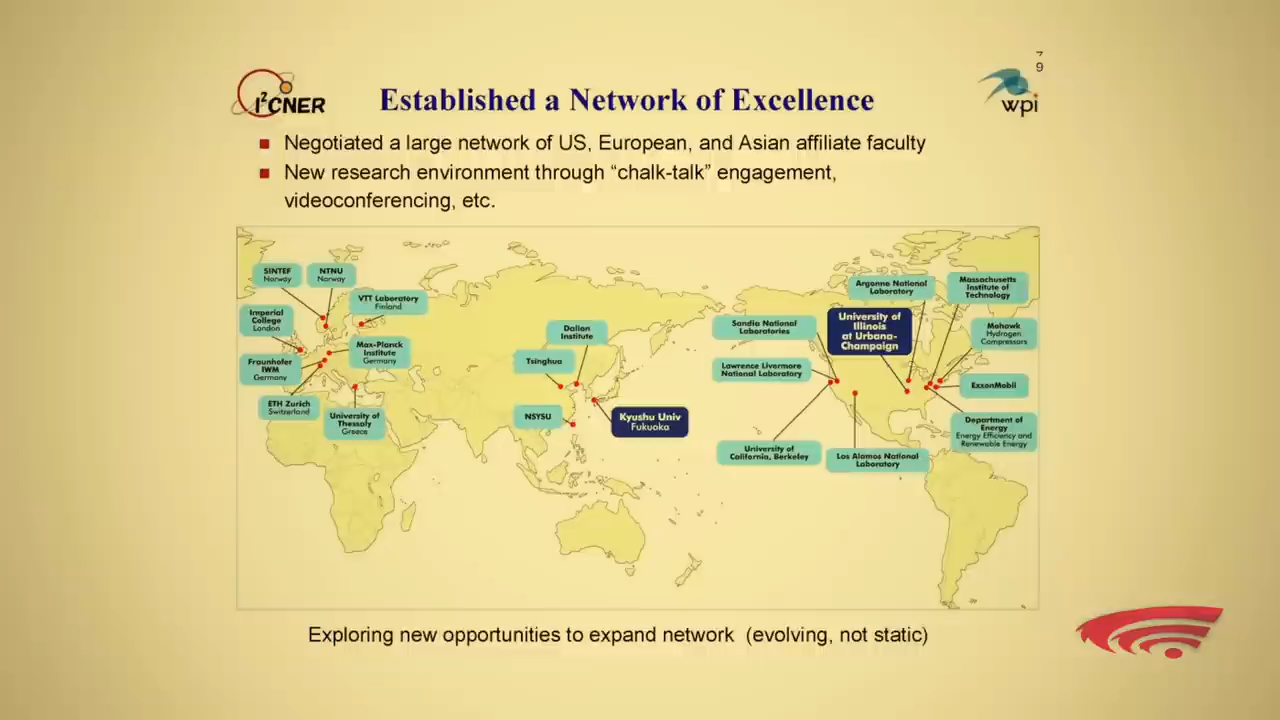 7
9
I²CNER
Established a Network of Excellence
wpi
Negotiated a large network of US, European, and Asian affiliate faculty
New research environment through “chalk-talk” engagement,
videoconferencing, etc.
SINTEF
Norway
NTNU
Norway
VTT Laboratory
Finland
Imperial
College
London
Max-Planck
Institute
Germany
Fraunhofer
IWM
Germany
ETH Zurich
Switzerland
University of
Thessaly
Greece
Dalian
Institute
Tsinghua
NSYSU
Kyushu Univ
Fukuoka
Argonne National
Laboratory
Massachusetts
Institute of
Technology
Sandia National
Laboratories
University of
Illinois
at Urbana-
Champaign
Mohawk
Hydrogen
Compressors
Lawrence Livermore
National Laboratory
ExxonMobil
Department of
Energy
Energy Efficiency and
Renewable Energy
University of
California, Berkeley
Los Alamos National
Laboratory
Exploring new opportunities to expand network (evolving, not static)